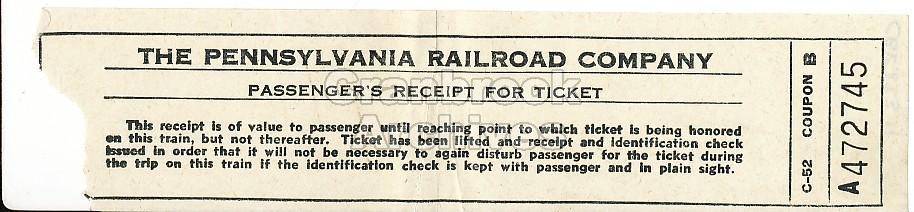 THE PENNSYLVANIA RAILROAD COMPANY
PASSENGER'S RECEIPT FOR TICKET
This receipt is of value to passenger until reaching point to which ticket is being honored
on this train, but not thereafter. Ticket has been lifted and receipt and identification check
issued in order that it will not be necessary to again disturb passenger for the ticket during
the trip on this train if the identification check is kept with passenger and in plain sight.
C-52 COUPON B
A472745
Cranbrook
Archives